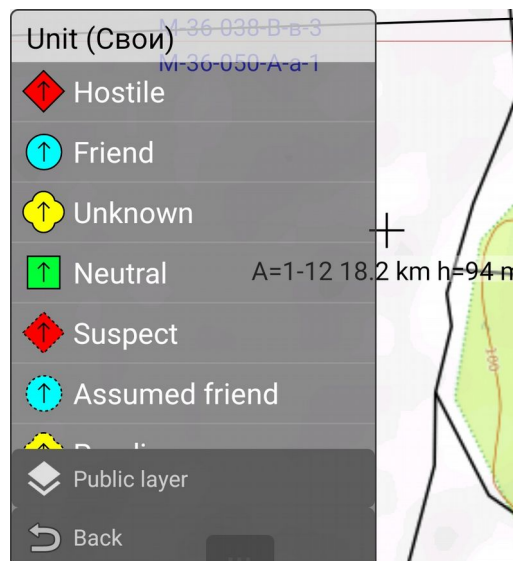 M-36-038-D-в-3
Unit (Свои)
M-36-050-A-a-1
Hostile
Friend
Unknown
Neutral
A=1-12 18.2 km h=94 m
Suspect
100
Assumed friend
Public layer
Back